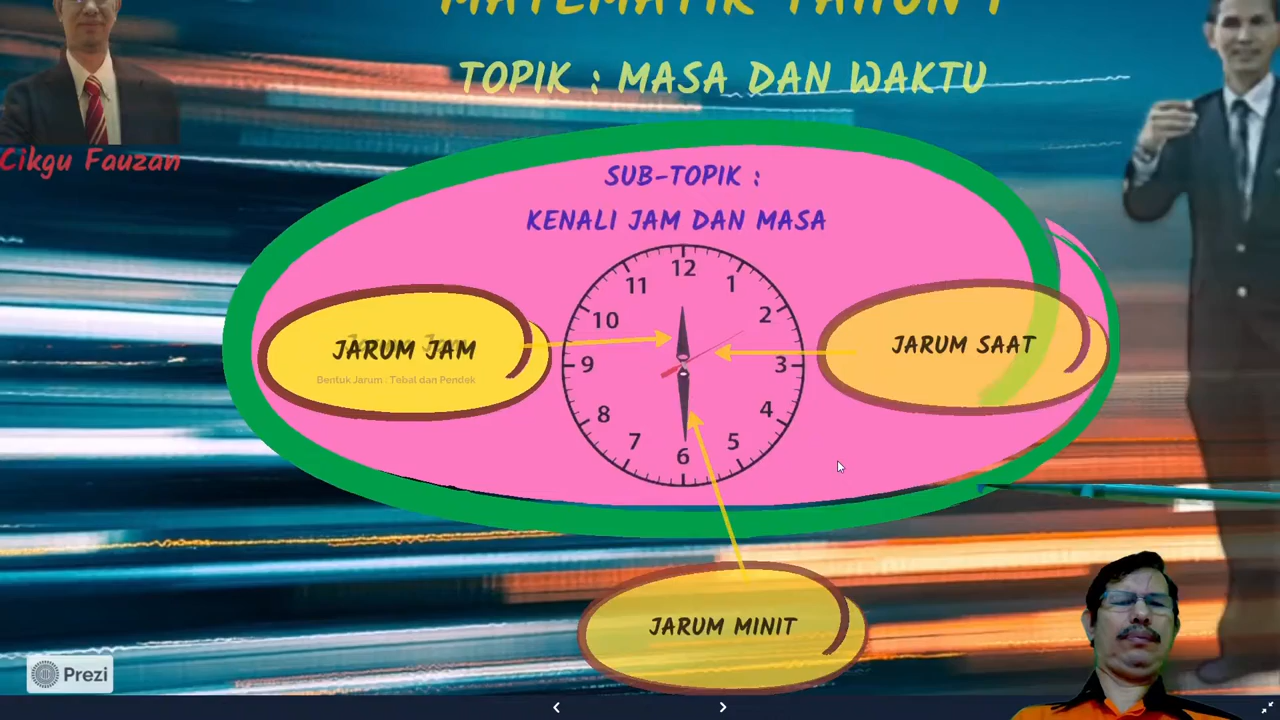 MATEMATIK TAHUN 1
TOPIK : MASA DAN WAKTU
Cikgu Fauzan
SUB-TOPIK :
KENALI JAM DAN MASA
12
11
1
10
2
9
3
8
4
7
5
6
JARUM JAM
Bentuk Jarum : Tebal dan Pendek
JARUM SAAT
JARUM MINIT
Prezi